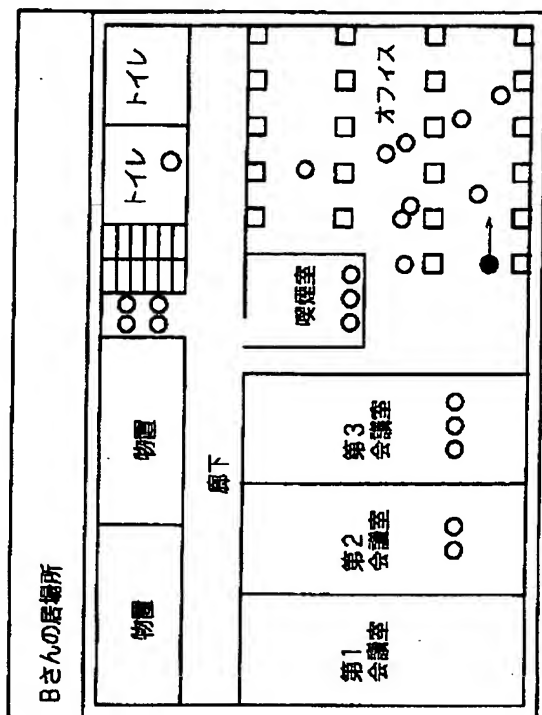 Bさんの居場所
物置
物置
トイレ
トイレ
廊下
第1
会議室
第2
会議室
第3
会議室
喫煙室
オフィス